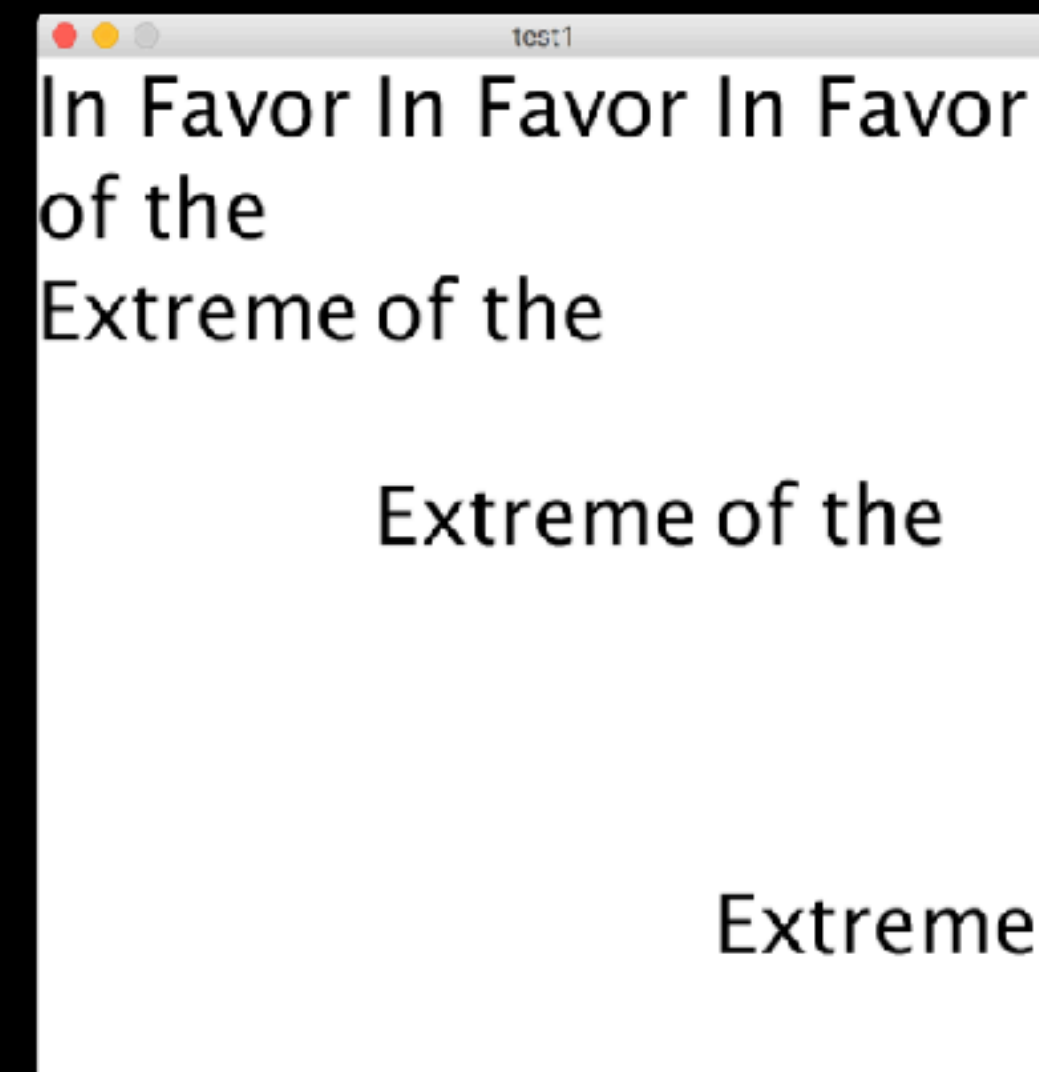 test1
In Favor In Favor In Favor
of the
Extreme of the
Extreme of the
Extreme